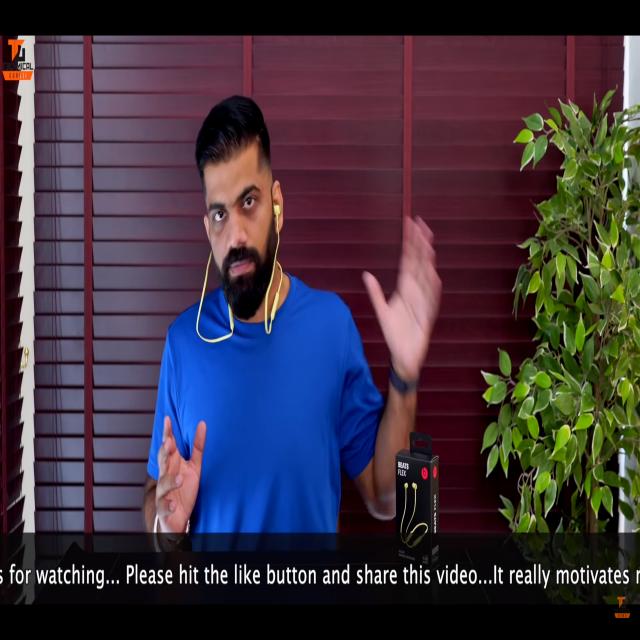 TECHNICAL
GURUJI
BEATS
FLEX
s for watching... Please hit the like button and share this video...It really motivates